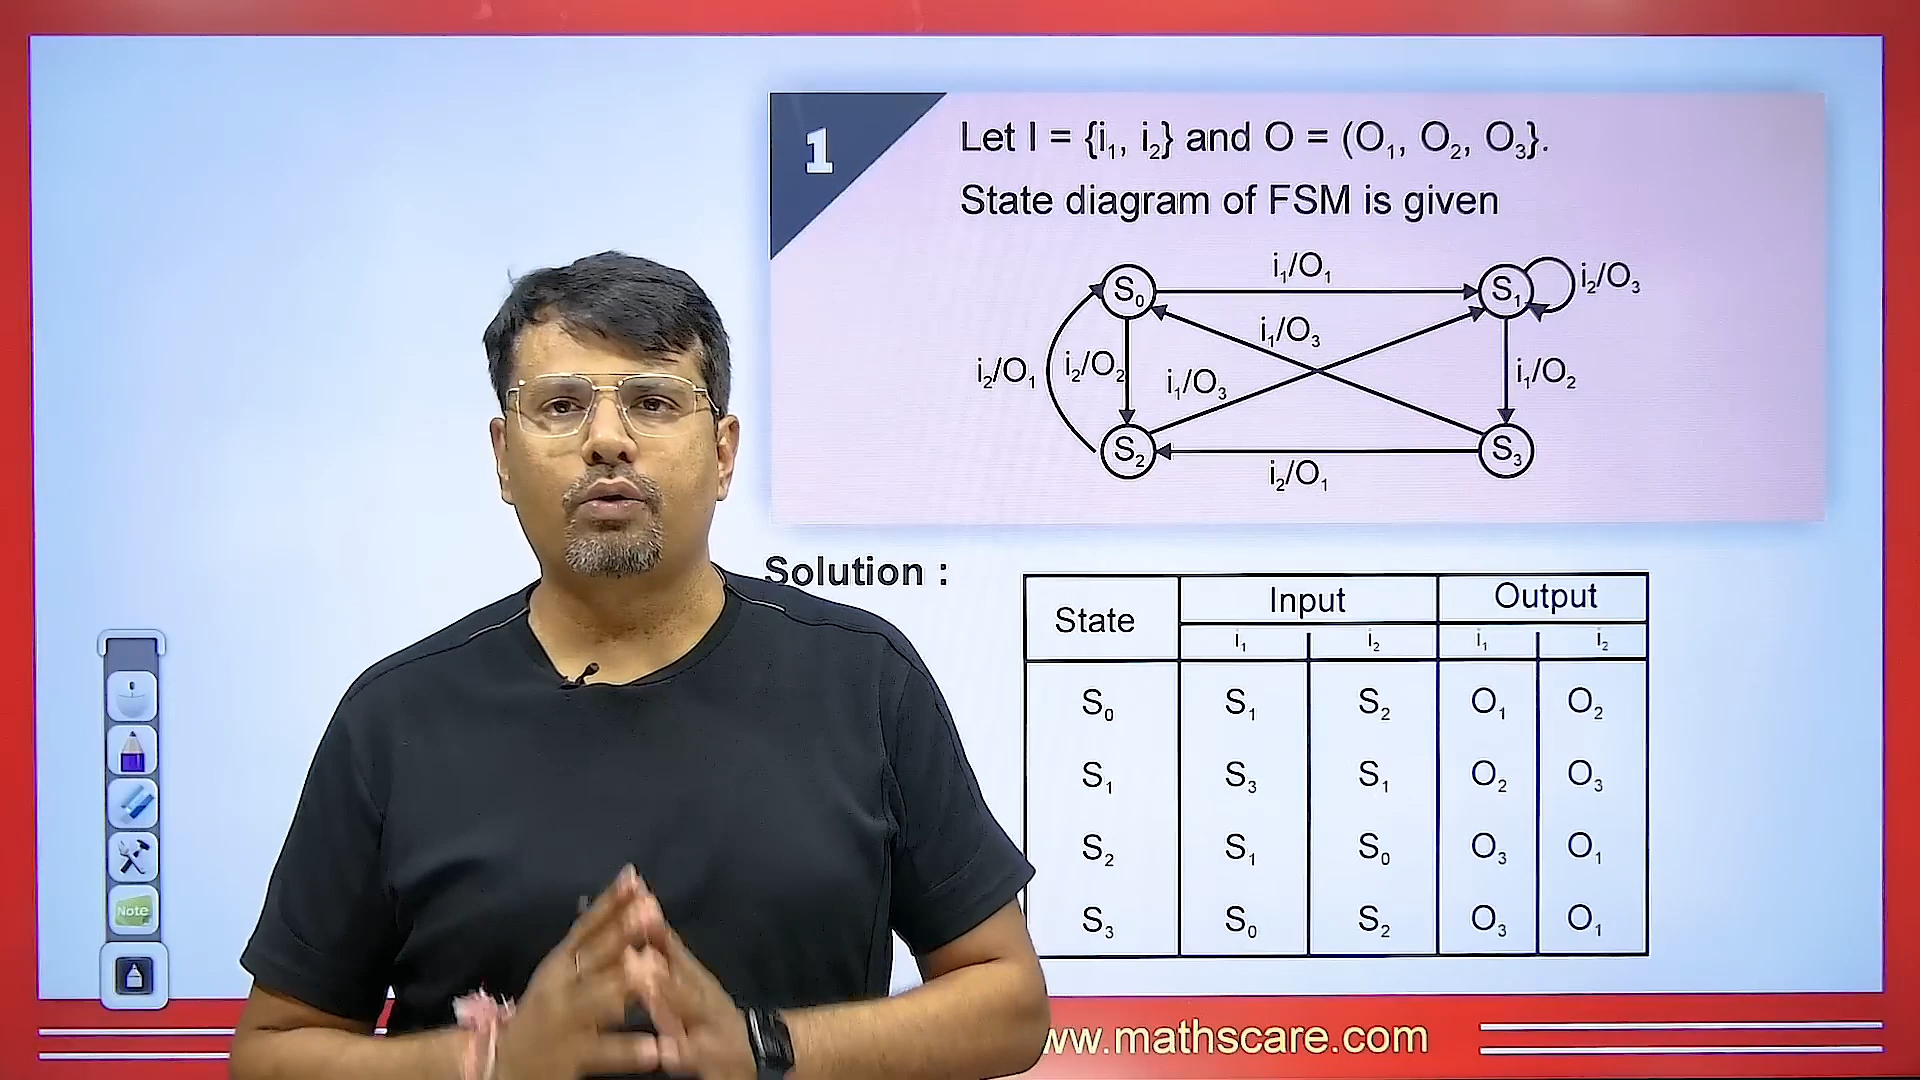 1
Let I = {i₁, i₂} and O = (O₁, O₂, O₃}.
State diagram of FSM is given
i₁/O₁
S₀
S₁
i₂/O₃
i₁/O₃
i₂/O₁
i₂/O₂
i₁/O₃
i₁/O₂
S₂
S₃
i₂/O₁
Solution :
State Input Output
i₁ i₂ i₁ i₂
S₀ S₁ S₂ O₁ O₂
S₁ S₃ S₁ O₂ O₃
S₂ S₁ S₀ O₃ O₁
S₃ S₀ S₂ O₃ O₁
Note
ww.mathscare.com